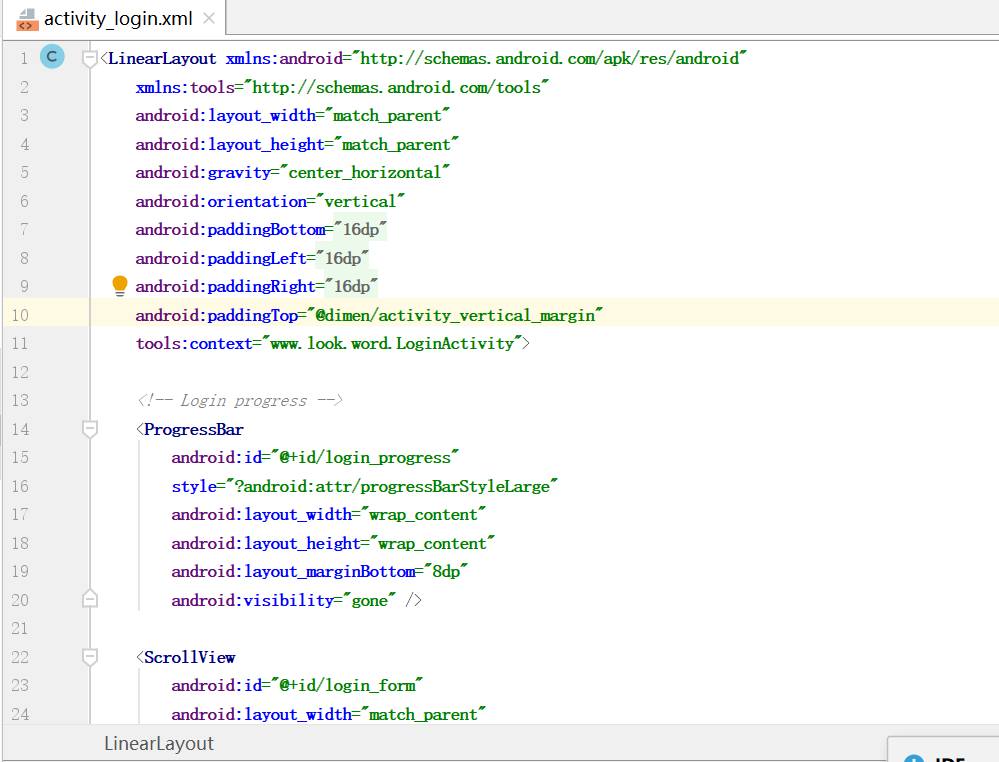 activity_login.xml
1 C <LinearLayout xmlns:android="http://schemas.android.com/apk/res/android"
2 xmlns:tools="http://schemas.android.com/tools"
3 android:layout_width="match_parent"
4 android:layout_height="match_parent"
5 android:gravity="center_horizontal"
6 android:orientation="vertical"
7 android:paddingBottom="16dp"
8 android:paddingLeft="16dp"
9 android:paddingRight="16dp"
10 android:paddingTop="@dimen/activity_vertical_margin"
11 tools:context="www.look.word.LoginActivity">
12
13 <!-- Login progress -->
14 <ProgressBar
15 android:id="@+id/login_progress"
16 style="?android:attr/progressBarStyleLarge"
17 android:layout_width="wrap_content"
18 android:layout_height="wrap_content"
19 android:layout_marginBottom="8dp"
20 android:visibility="gone" />
21
22 <ScrollView
23 android:id="@+id/login_form"
24 android:layout_width="match_parent"
LinearLayout